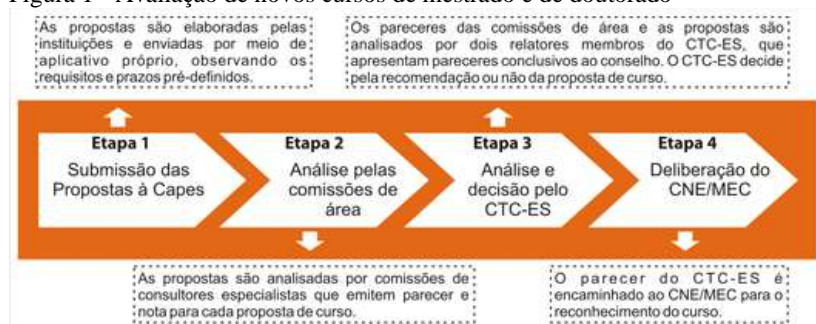 Figura 1 - Avaliação de novos cursos de mestrado e de doutorado
As propostas são elaboradas pelas
instituições e enviadas por meio de
aplicativo próprio, observando os
requisitos e prazos pré-definidos.
Os pareceres das comissões de área e as propostas são
analisados por dois relatores membros do CTC-ES, que
apresentam pareceres conclusivos ao conselho. O CTC-ES decide
pela recomendação ou não da proposta de curso.
Etapa 1
Submissão das
Propostas à Capes
Etapa 2
Análise pelas
comissões de
área
Etapa 3
Análise e
decisão pelo
CTC-ES
Etapa 4
Deliberação do
CNE/MEC
As propostas são analisadas por comissões de
consultores especialistas que emitem parecer e
nota para cada proposta de curso.
O parecer do CTC-ES é
encaminhado ao CNE/MEC para o
reconhecimento do curso.